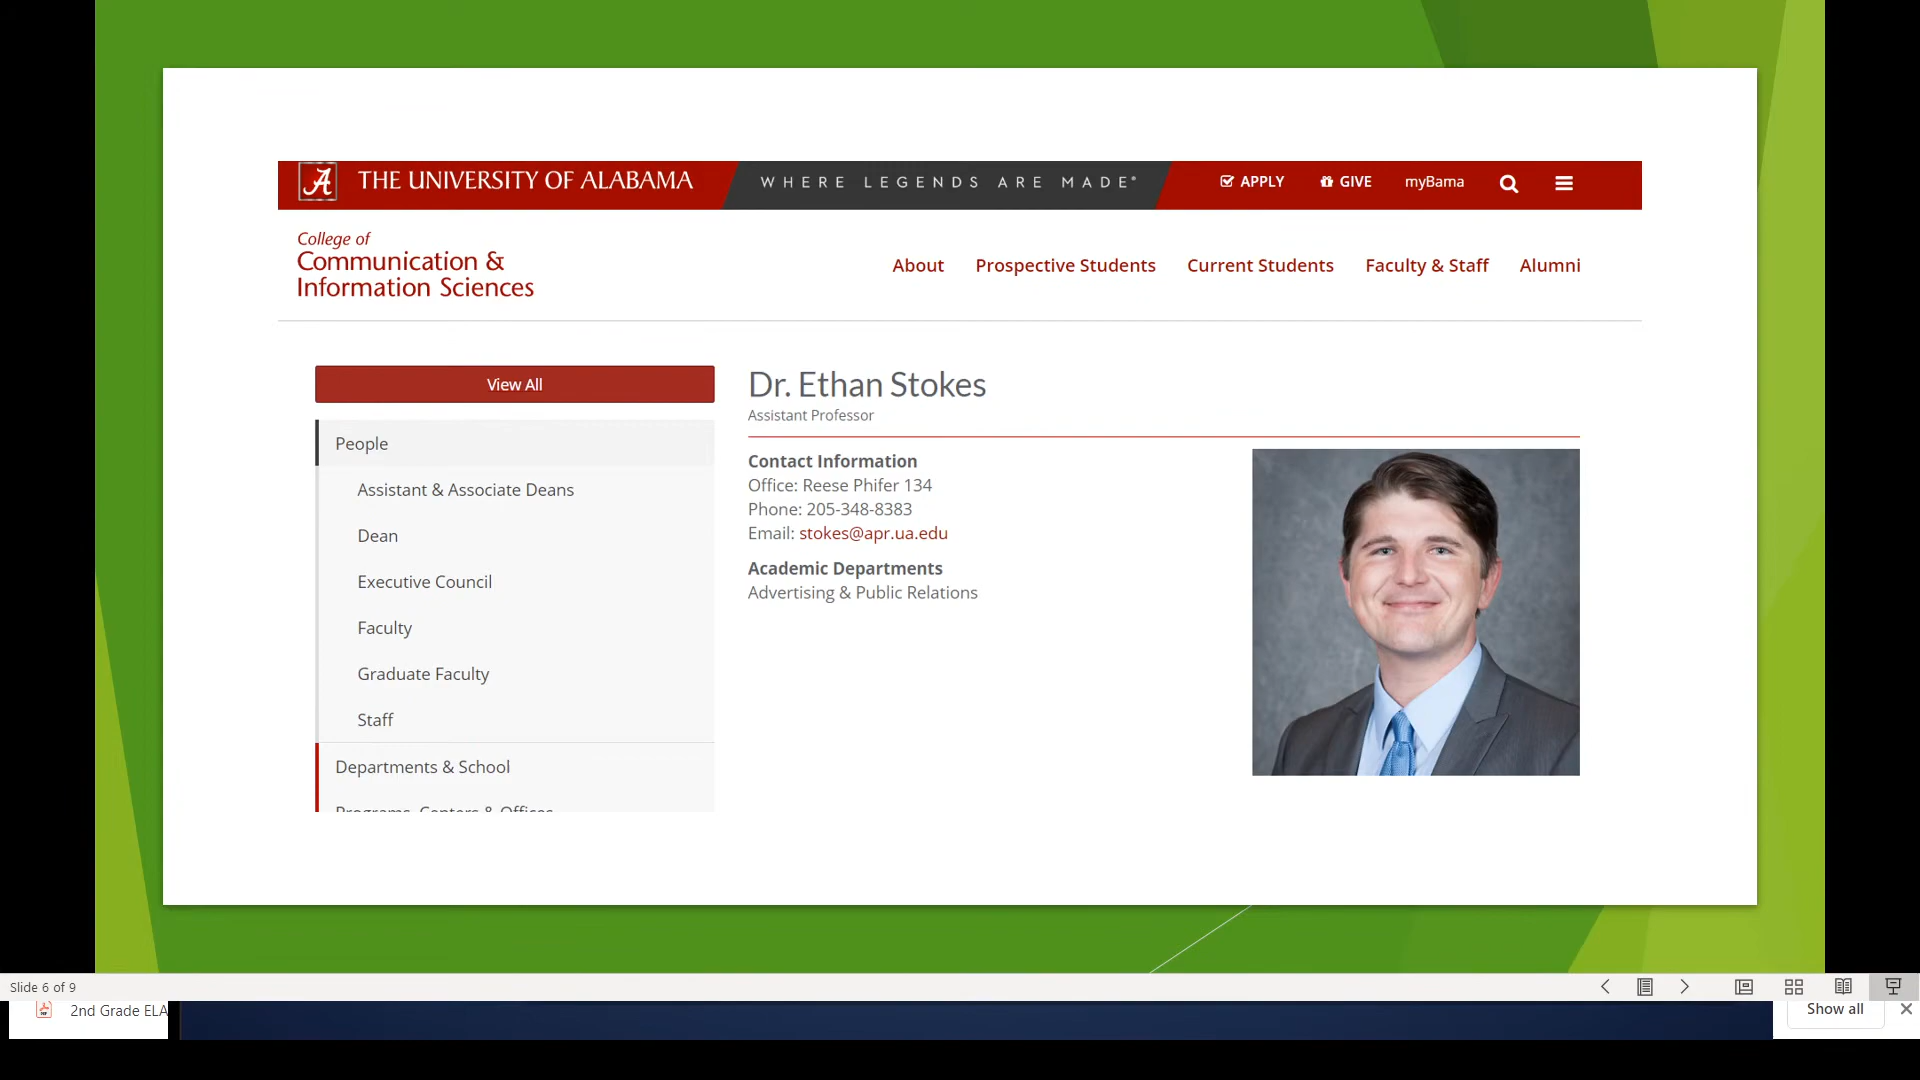 THE UNIVERSITY OF ALABAMA
WHERE LEGENDS ARE MADE®
APPLY
GIVE
myBama
College of
Communication &
Information Sciences
About
Prospective Students
Current Students
Faculty & Staff
Alumni
View All
People
Assistant & Associate Deans
Dean
Executive Council
Faculty
Graduate Faculty
Staff
Departments & School
Programs, Centers & Offices
Dr. Ethan Stokes
Assistant Professor
Contact Information
Office: Reese Phifer 134
Phone: 205-348-8383
Email: stokes@apr.ua.edu
Academic Departments
Advertising & Public Relations
Slide 6 of 9
2nd Grade ELA
Show all